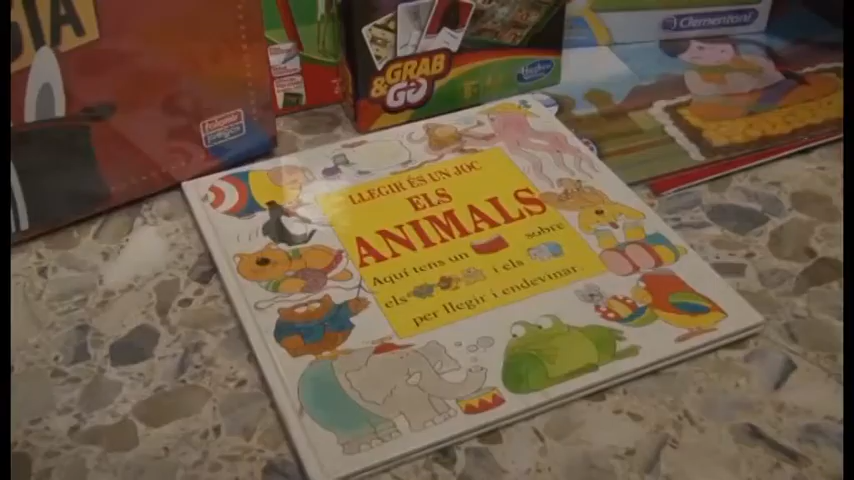 GRAB
& GO
Hasbro
Clementoni
LLEGIR ÉS UN JOC
ELS
ANIMALS
Aquí tens un sobre
els i els
per llegir i endevinar.